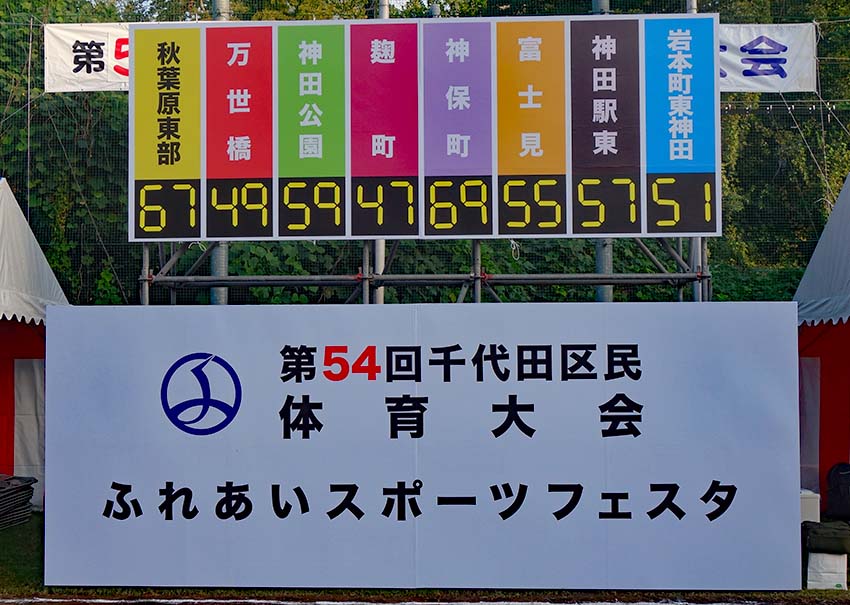 第5
大会
秋葉原東部
万世橋
神田公園
麹町
神保町
富士見
神田駅東
岩本町東神田
67
49
59
47
69
55
57
51
第54回千代田区民
体育大会
ふれあいスポーツフェスタ